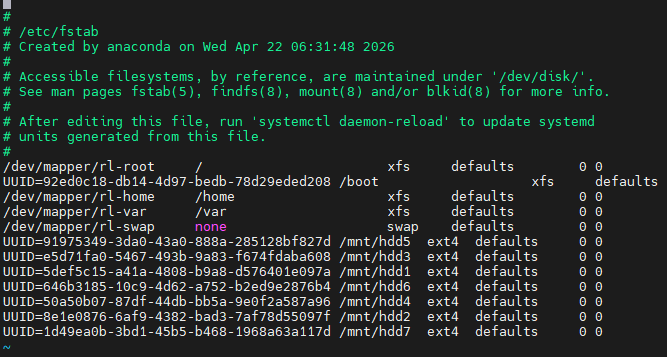 #
# /etc/fstab
# Created by anaconda on Wed Apr 22 06:31:48 2026
#
# Accessible filesystems, by reference, are maintained under '/dev/disk/'.
# See man pages fstab(5), findfs(8), mount(8) and/or blkid(8) for more info.
#
# After editing this file, run 'systemctl daemon-reload' to update systemd
# units generated from this file.
#
/dev/mapper/rl-root     /                       xfs     defaults        0 0
UUID=92ed0c18-db14-4d97-bedb-78d29eded208 /boot                   xfs     defaults
/dev/mapper/rl-home     /home                   xfs     defaults        0 0
/dev/mapper/rl-var      /var                    xfs     defaults        0 0
/dev/mapper/rl-swap     none                    swap    defaults        0 0
UUID=91975349-3da0-43a0-888a-285128bf827d /mnt/hdd5  ext4  defaults     0 0
UUID=e5d71fa0-5467-493b-9a83-f674fdaba608 /mnt/hdd3  ext4  defaults     0 0
UUID=5def5c15-a41a-4808-b9a8-d576401e097a /mnt/hdd1  ext4  defaults     0 0
UUID=646b3185-10c9-4d62-a752-b2ed9e2876b4 /mnt/hdd6  ext4  defaults     0 0
UUID=50a50b07-87df-44db-bb5a-9e0f2a587a96 /mnt/hdd4  ext4  defaults     0 0
UUID=8e1e0876-6af9-4382-bad3-7af78d55097f /mnt/hdd2  ext4  defaults     0 0
UUID=1d49ea0b-3bd1-45b5-b468-1968a63a117d /mnt/hdd7  ext4  defaults     0 0
~